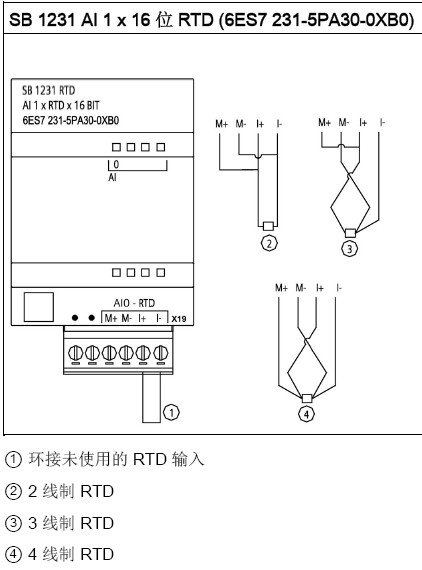 SB 1231 AI 1 x 16 位 RTD (6ES7 231-5PA30-0XB0)
SB 1231 RTD
AI 1 x RTD x 16 BIT
6ES7 231-5PA30-0XB0
0
AI
AI0 - RTD
M+ M- I+ I- X19
①
M+ M- I+ I-
②
M+ M- I+ I-
③
M+ M- I+ I-
④
① 环接未使用的 RTD 输入
② 2 线制 RTD
③ 3 线制 RTD
④ 4 线制 RTD